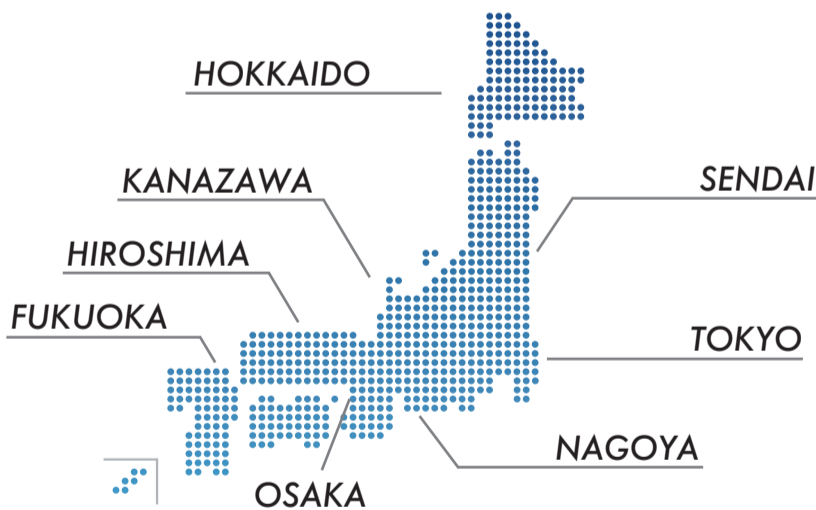 HOKKAIDO
KANAZAWA
SENDAI
HIROSHIMA
FUKUOKA
TOKYO
NAGOYA
OSAKA